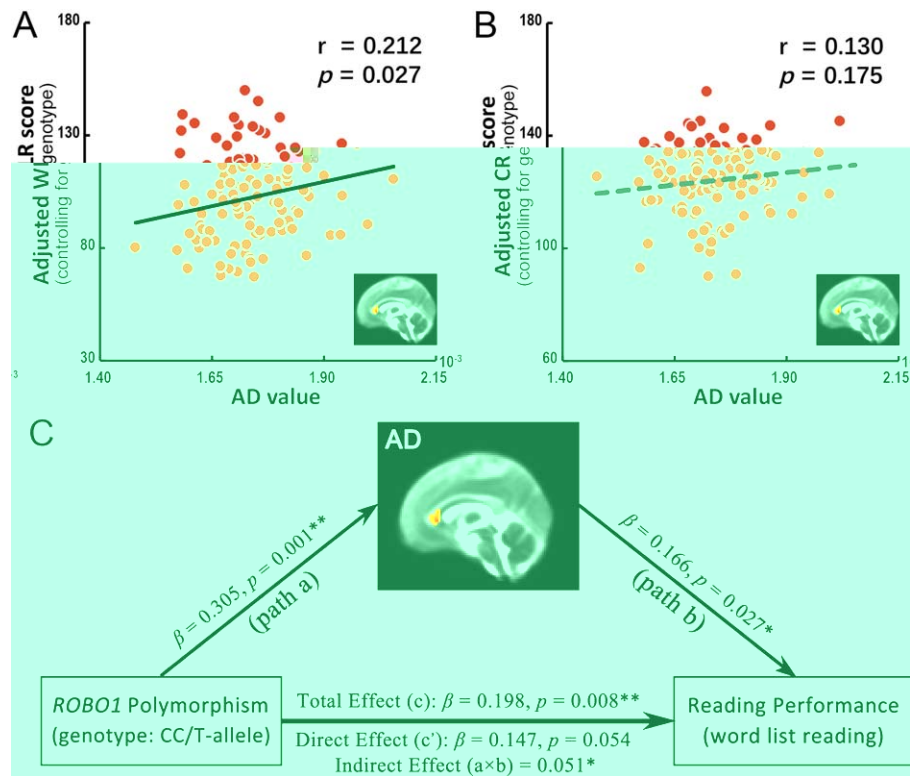 A
180
r = 0.212
p = 0.027
130
80
30
Adjusted W
LR score
(controlling for g
genotype)
1.40
1.65
1.90
2.15
10⁻³
AD value
B
180
r = 0.130
p = 0.175
140
100
60
Adjusted CR
score
(controlling for ge
genotype)
1.40
1.65
1.90
2.15
AD value
C
AD
β = 0.305, p = 0.001**
(path a)
β = 0.166, p = 0.027*
(path b)
ROBO1 Polymorphism
(genotype: CC/T-allele)
Total Effect (c): β = 0.198, p = 0.008**
Direct Effect (c'): β = 0.147, p = 0.054
Indirect Effect (a×b) = 0.051*
Reading Performance
(word list reading)